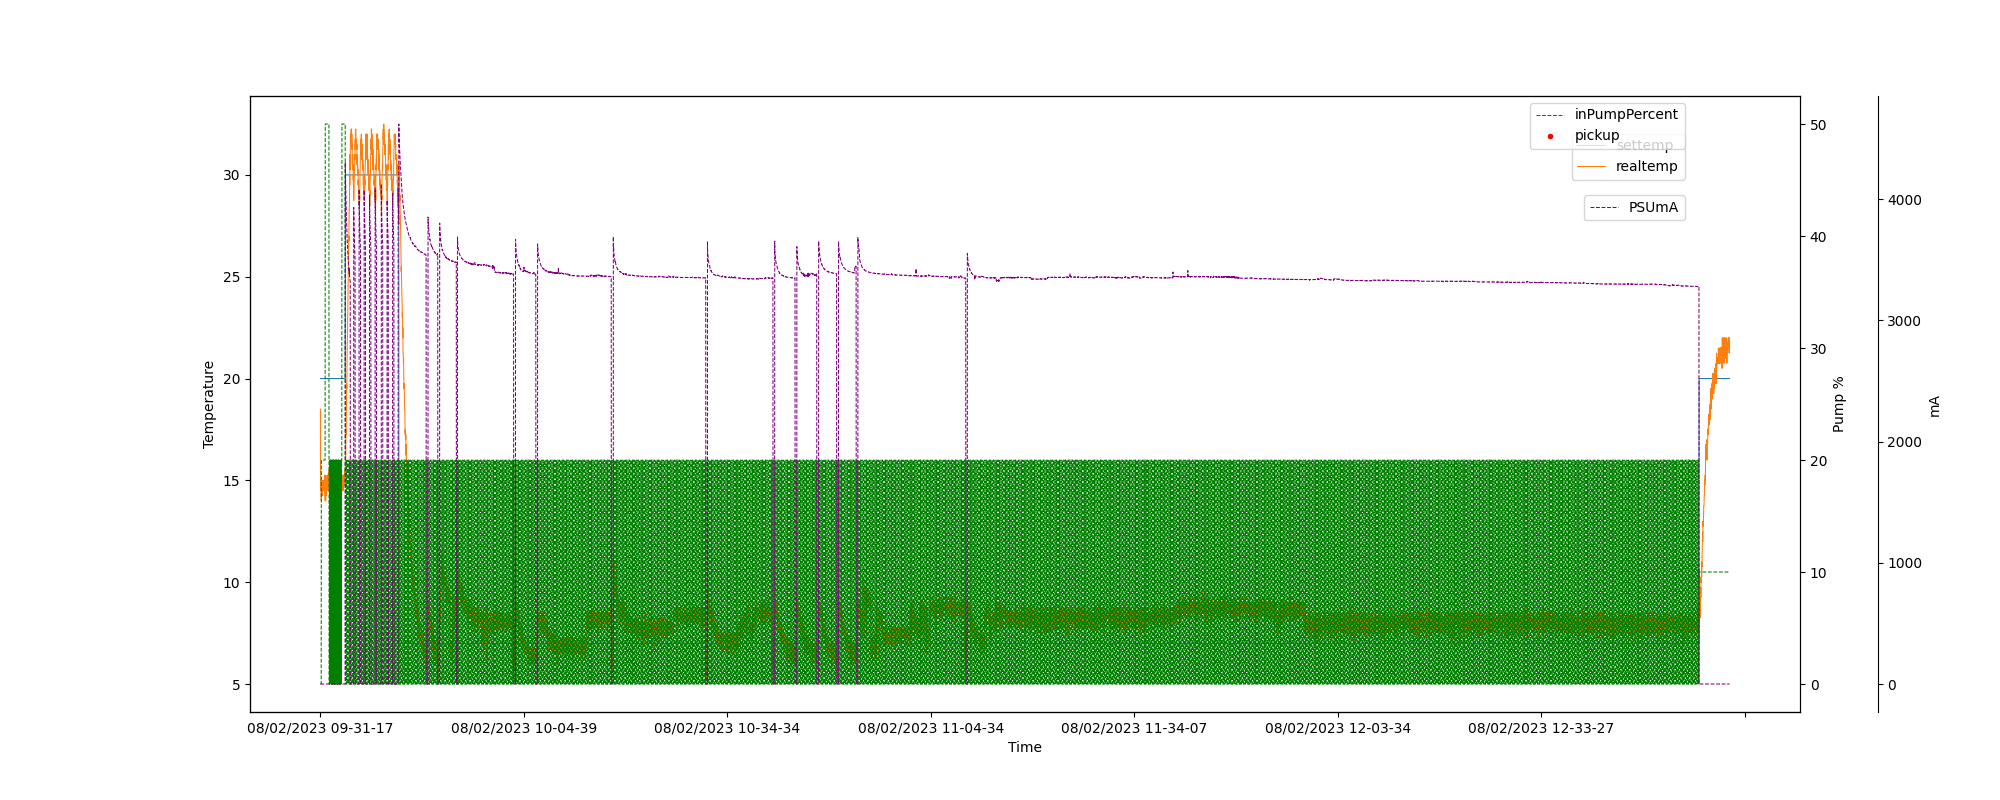 inPumpPercent
pickup
settemp
realtemp
PSUmA
30
25
20
15
10
5
Temperature
50
40
30
20
10
0
Pump %
4000
3000
2000
1000
0
mA
08/02/2023 09-31-17
08/02/2023 10-04-39
08/02/2023 10-34-34
08/02/2023 11-04-34
08/02/2023 11-34-07
08/02/2023 12-03-34
08/02/2023 12-33-27
Time